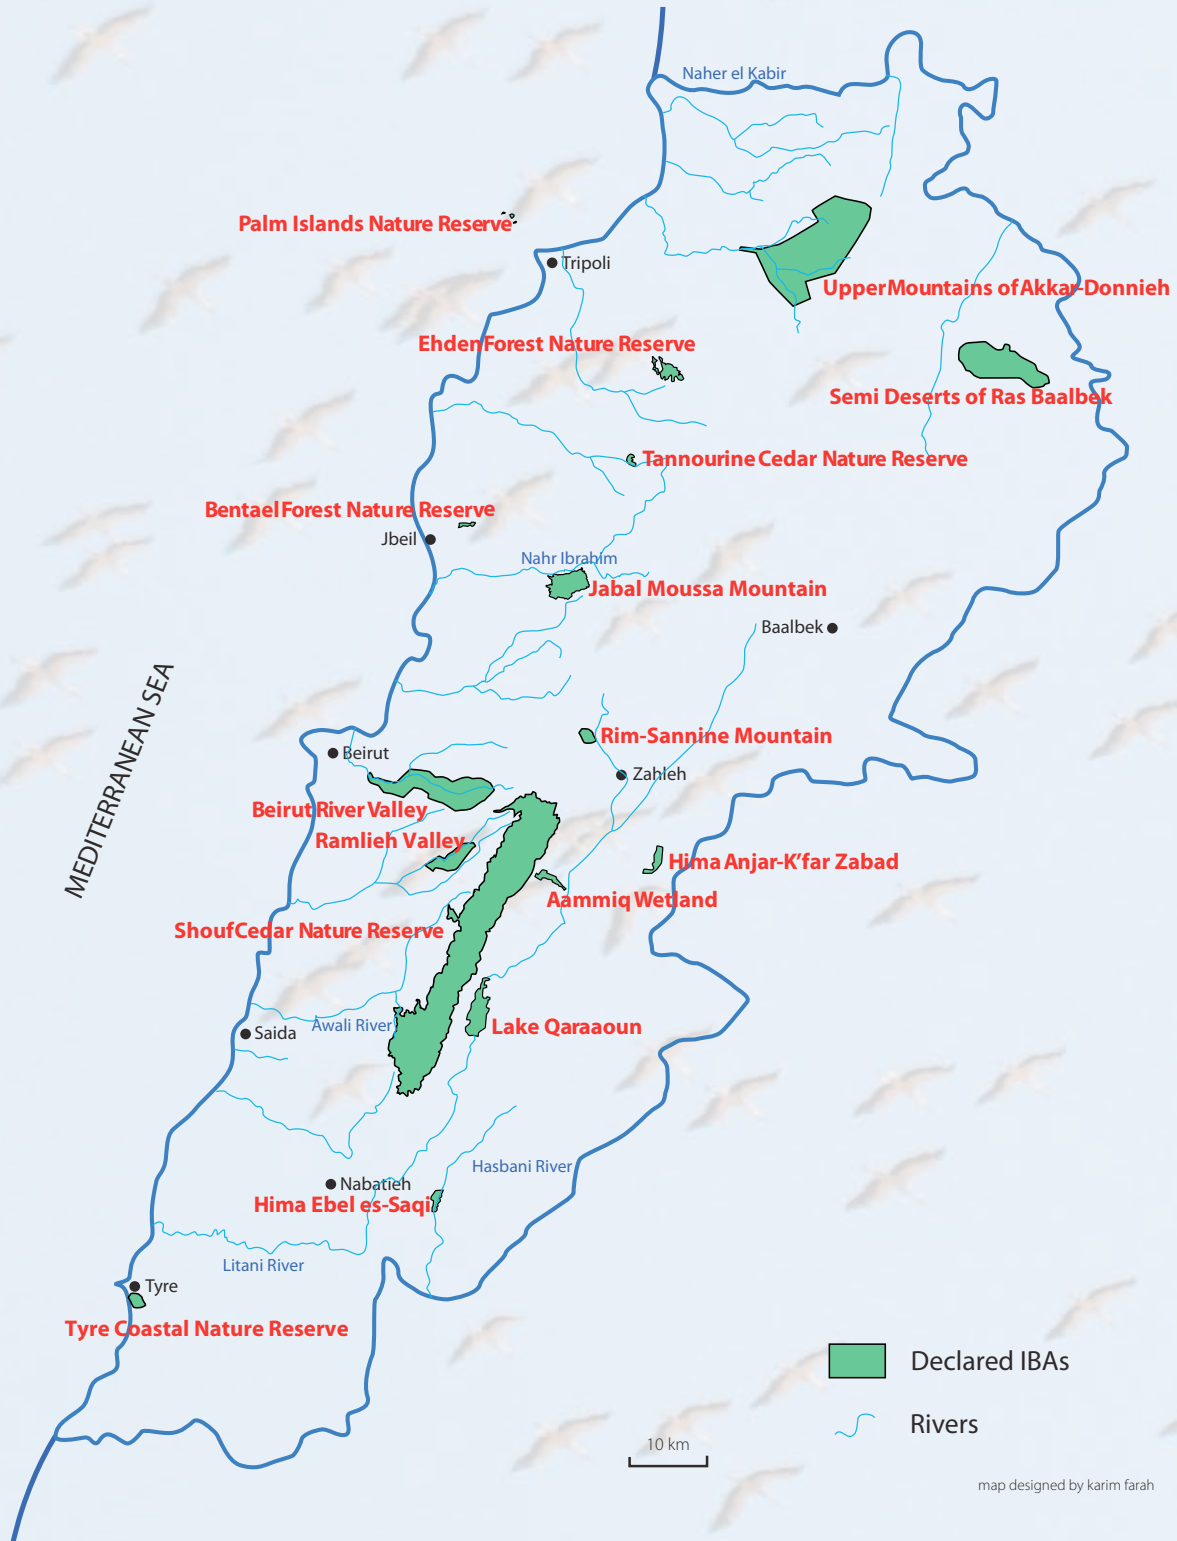 Naher el Kabir
Palm Islands Nature Reserve
Tripoli
Upper Mountains of Akkar-Donnieh
Ehden Forest Nature Reserve
Semi Deserts of Ras Baalbek
Tannourine Cedar Nature Reserve
Bentael Forest Nature Reserve
Jbeil
Nahr Ibrahim
Jabal Moussa Mountain
Baalbek
MEDITERRANEAN SEA
Rim-Sannine Mountain
Beirut
Zahleh
Beirut River Valley
Ramlieh Valley
Hima Anjar-K'far Zabad
Aammiq Wetland
Shouf Cedar Nature Reserve
Awali River
Lake Qaraaoun
Saida
Hasbani River
Nabatieh
Hima Ebel es-Saqi
Litani River
Tyre
Tyre Coastal Nature Reserve
Declared IBAs
Rivers
10 km
map designed by karim farah